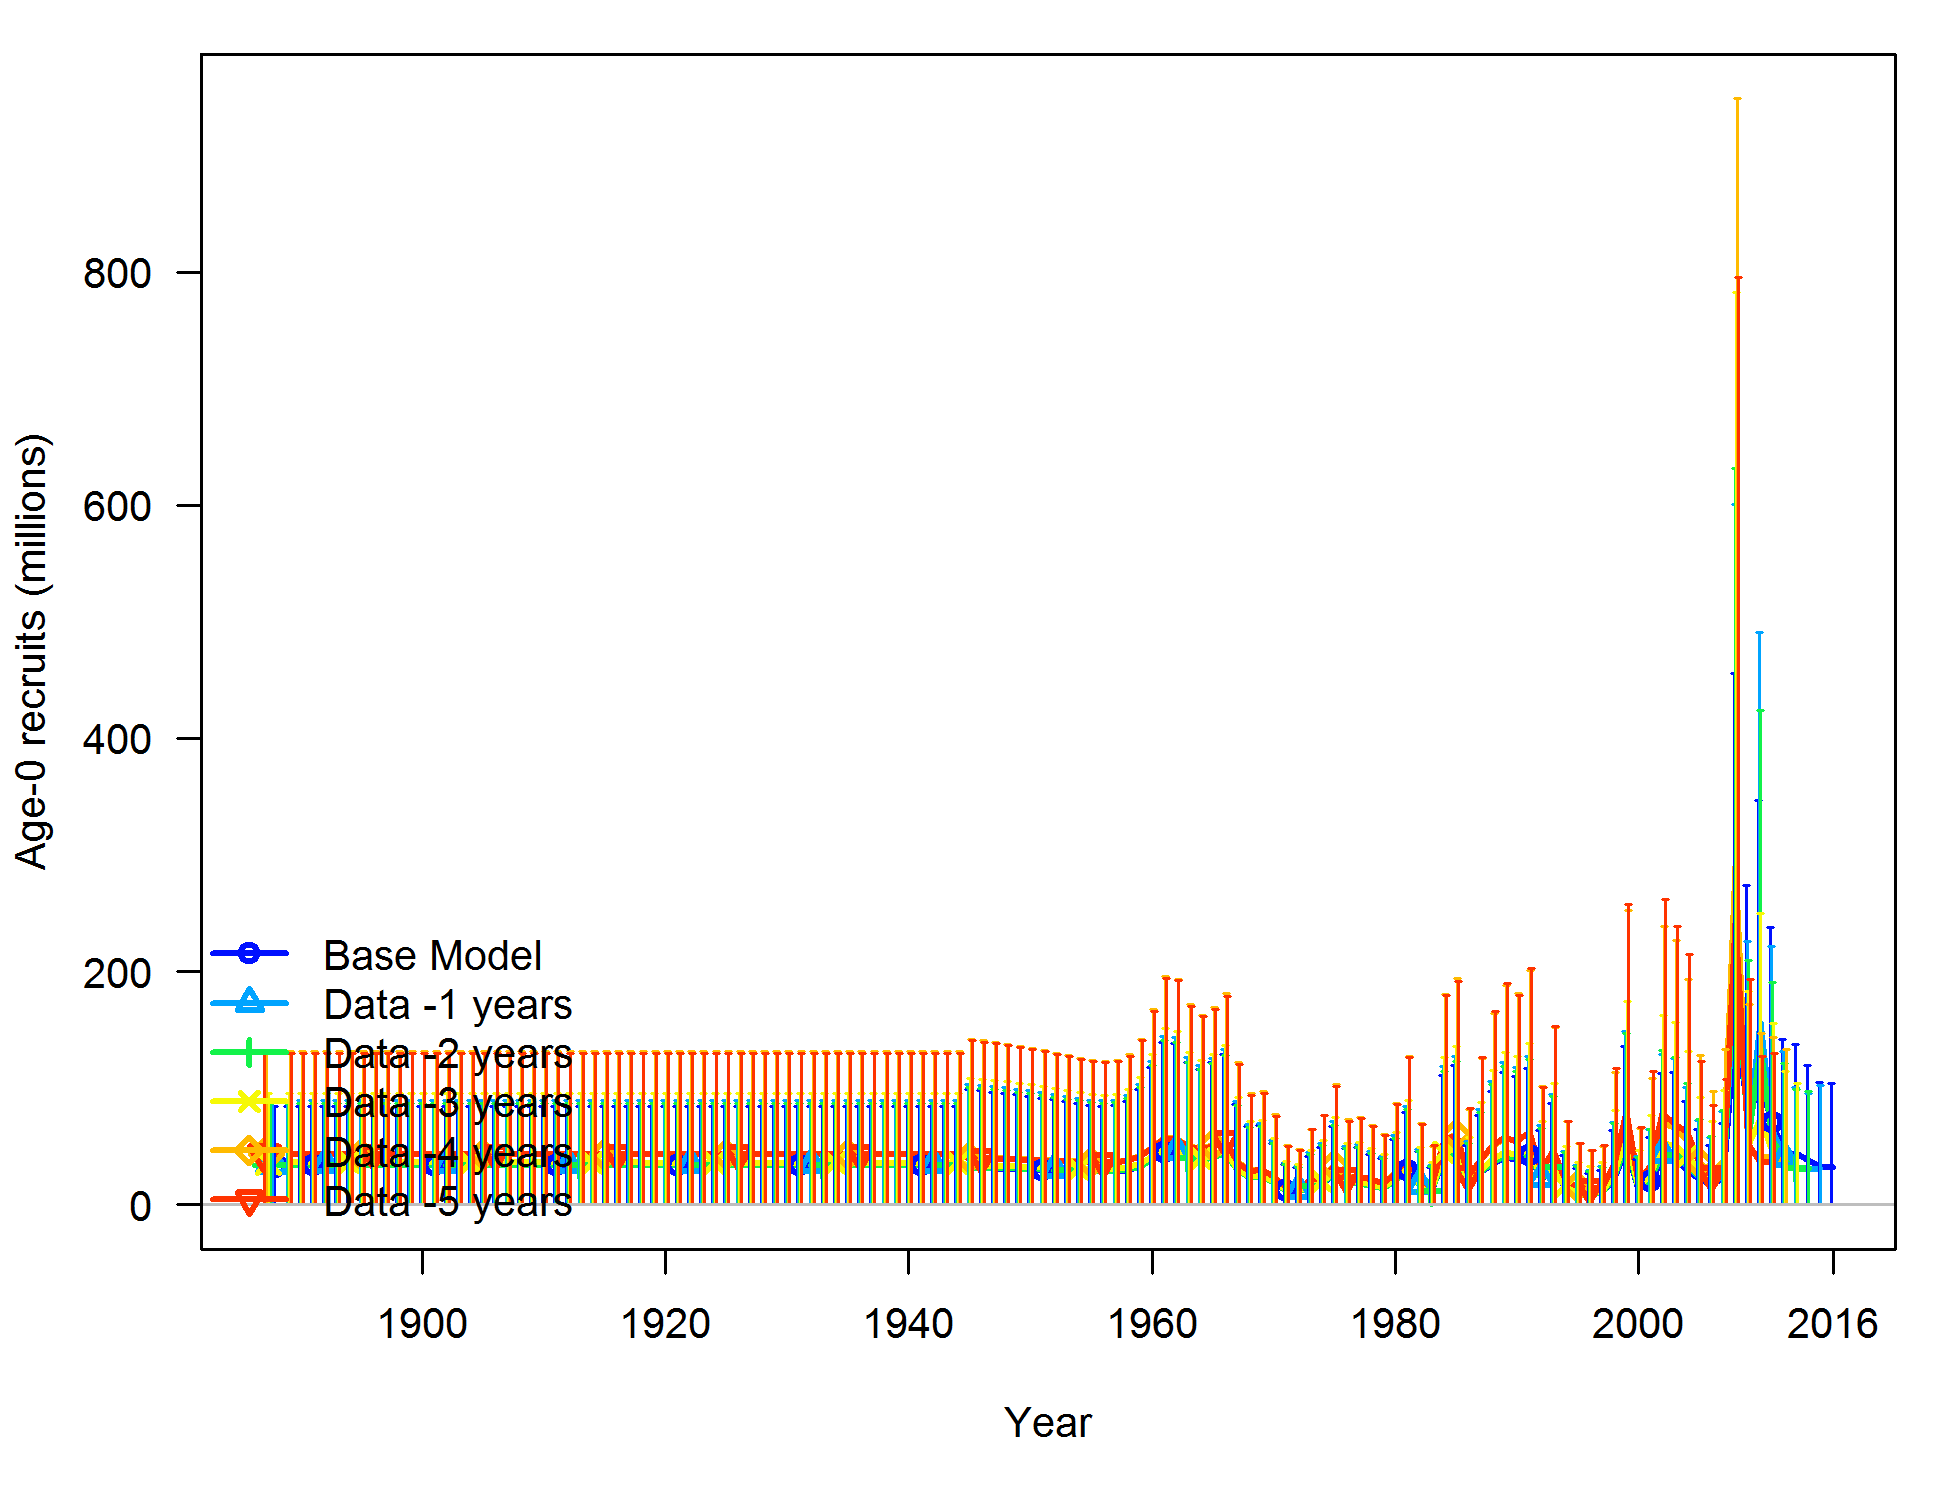 Age-0 recruits (millions)
800
600
400
200
0
Base Model
Data -1 years
Data -2 years
Data -3 years
Data -4 years
Data -5 years
1900 1920 1940 1960 1980 2000 2016
Year